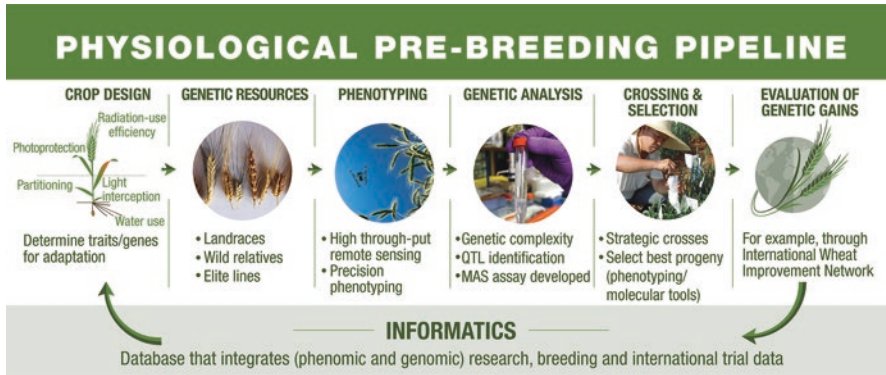 PHYSIOLOGICAL PRE-BREEDING PIPELINE
CROP DESIGN
Radiation-use
efficiency
Photoprotection
Partitioning
Light
interception
Water use
Determine traits/genes
for adaptation
GENETIC RESOURCES
• Landraces
• Wild relatives
• Elite lines
PHENOTYPING
• High through-put
remote sensing
• Precision
phenotyping
GENETIC ANALYSIS
• Genetic complexity
• QTL identification
• MAS assay developed
CROSSING &
SELECTION
• Strategic crosses
• Select best progeny
(phenotyping/
molecular tools)
EVALUATION OF
GENETIC GAINS
For example, through
International Wheat
Improvement Network
INFORMATICS
Database that integrates (phenomic and genomic) research, breeding and international trial data